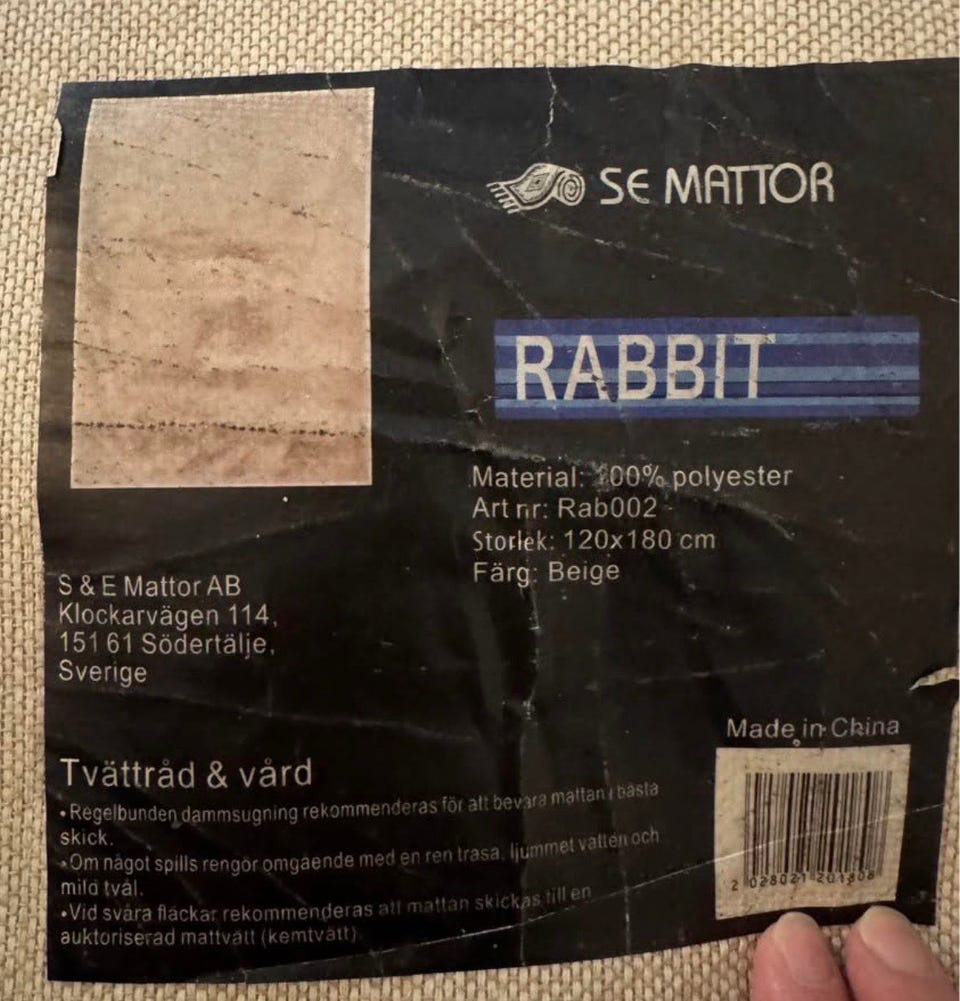 SE MATTOR
RABBIT
Material: 100% polyester
Art nr: Rab002
Storlek: 120x180 cm
Färg: Beige
S & E Mattor AB
Klockarvägen 114,
151 61 Södertälje,
Sverige
Made in China
Tvättråd & vård
•Regelbunden dammsugning rekommenderas för att bevara mattan i bästa
skick.
•Om något spills rengör omgående med en ren trasa, ljummet vatten och
mild tvål.
•Vid svåra fläckar rekommenderas att mattan skickas till en
auktoriserad mattvätt (kemtvätt)
2 028021 201808